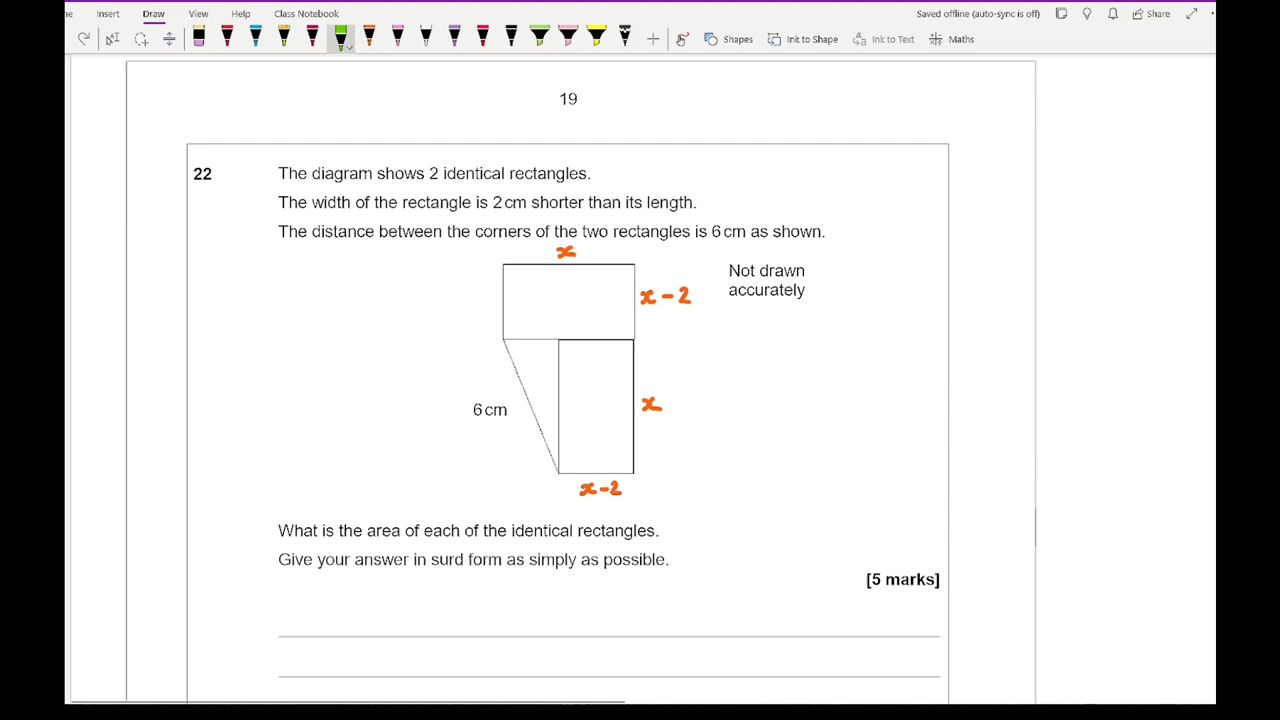 Insert Draw View Help Class Notebook Saved offline (auto-sync is off) Share
Shapes Ink to Shape Ink to Text Maths
19
22 The diagram shows 2 identical rectangles.
The width of the rectangle is 2 cm shorter than its length.
The distance between the corners of the two rectangles is 6 cm as shown.
x
Not drawn
accurately
x - 2
6 cm
x
x - 2
What is the area of each of the identical rectangles.
Give your answer in surd form as simply as possible.
[5 marks]